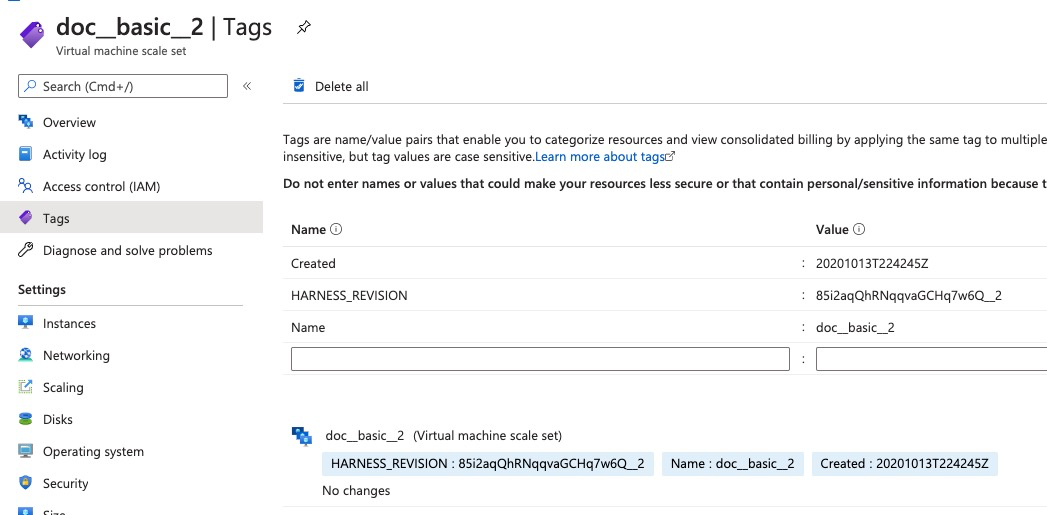 doc__basic__2 | Tags
Virtual machine scale set
Search (Cmd+/)
«
Delete all
Overview
Activity log
Access control (IAM)
Tags
Diagnose and solve problems
Settings
Instances
Networking
Scaling
Disks
Operating system
Security
Tags are name/value pairs that enable you to categorize resources and view consolidated billing by applying the same tag to multiple
insensitive, but tag values are case sensitive.Learn more about tags
Do not enter names or values that could make your resources less secure or that contain personal/sensitive information because t
Name Value
Created : 20201013T224245Z
HARNESS_REVISION : 85i2aqQhRNqqvaGCHq7w6Q__2
Name : doc__basic__2
:
doc__basic__2 (Virtual machine scale set)
HARNESS_REVISION : 85i2aqQhRNqqvaGCHq7w6Q__2 Name : doc__basic__2 Created : 20201013T224245Z
No changes